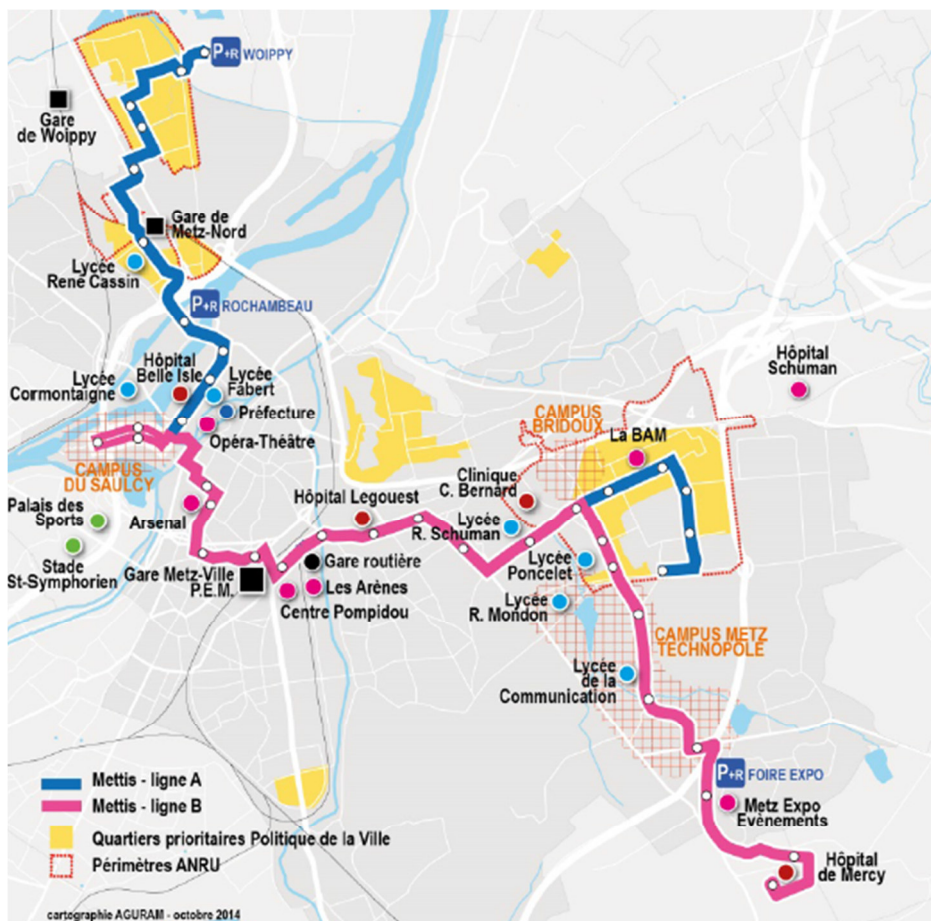 P+R WOIPPY
Gare
de Woippy
Gare de
Metz-Nord
Lycée
René Cassin
P+R ROCHAMBEAU
Hôpital
Belle Isle
Lycée
Cormontaigne
Lycée
Fabert
Préfecture
Opéra-Théâtre
Hôpital
Schuman
CAMPUS
BRIDOUX
La BAM
CAMPUS
DU SAULCY
Clinique
C. Bernard
Palais des
Sports
Arsenal
Hôpital Legouest
Lycée
R. Schuman
Stade
St-Symphorien
Gare Metz-Ville
P.E.M.
Gare routière
Les Arènes
Centre Pompidou
Lycée
Poncelet
Lycée
R. Mondon
CAMPUS METZ
TECHNOPÔLE
Lycée
de la
Communication
P+R FOIRE EXPO
Metz Expo
Evènements
Hôpital
de Mercy
Mettis - ligne A
Mettis - ligne B
Quartiers prioritaires Politique de la Ville
Périmètres ANRU
cartographie AGURAM - octobre 2014